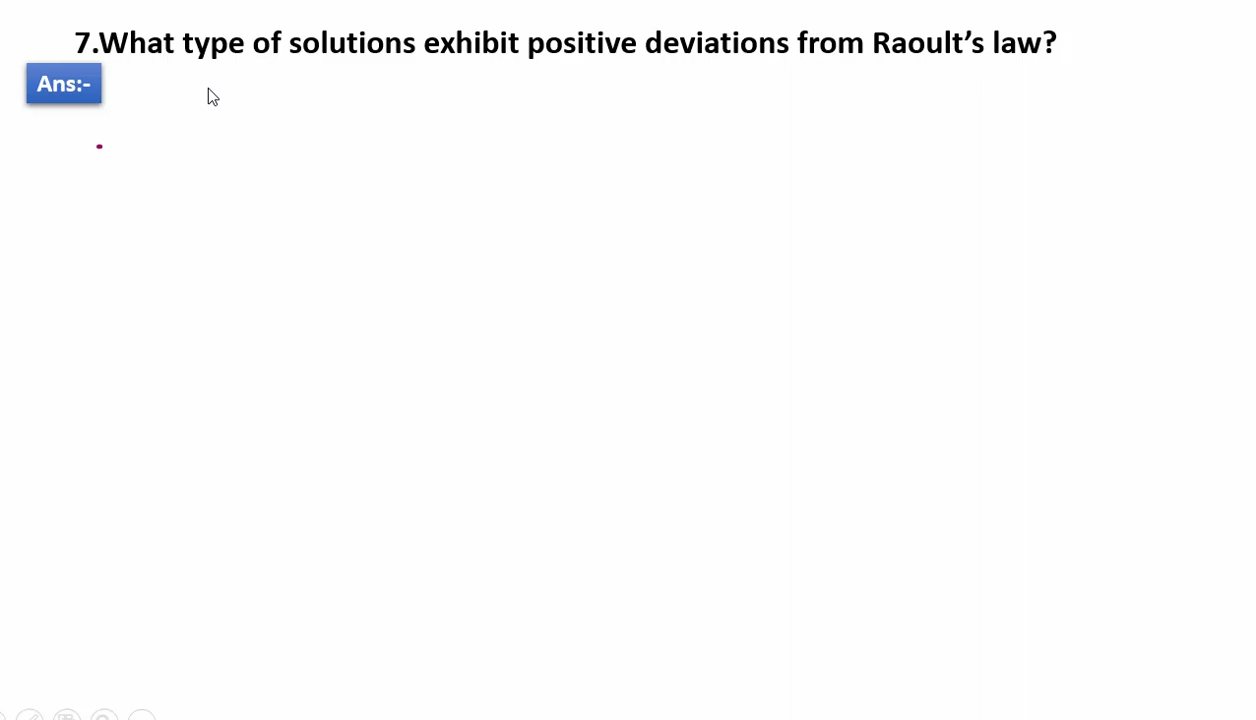 7.What type of solutions exhibit positive deviations from Raoult’s law?
Ans:-